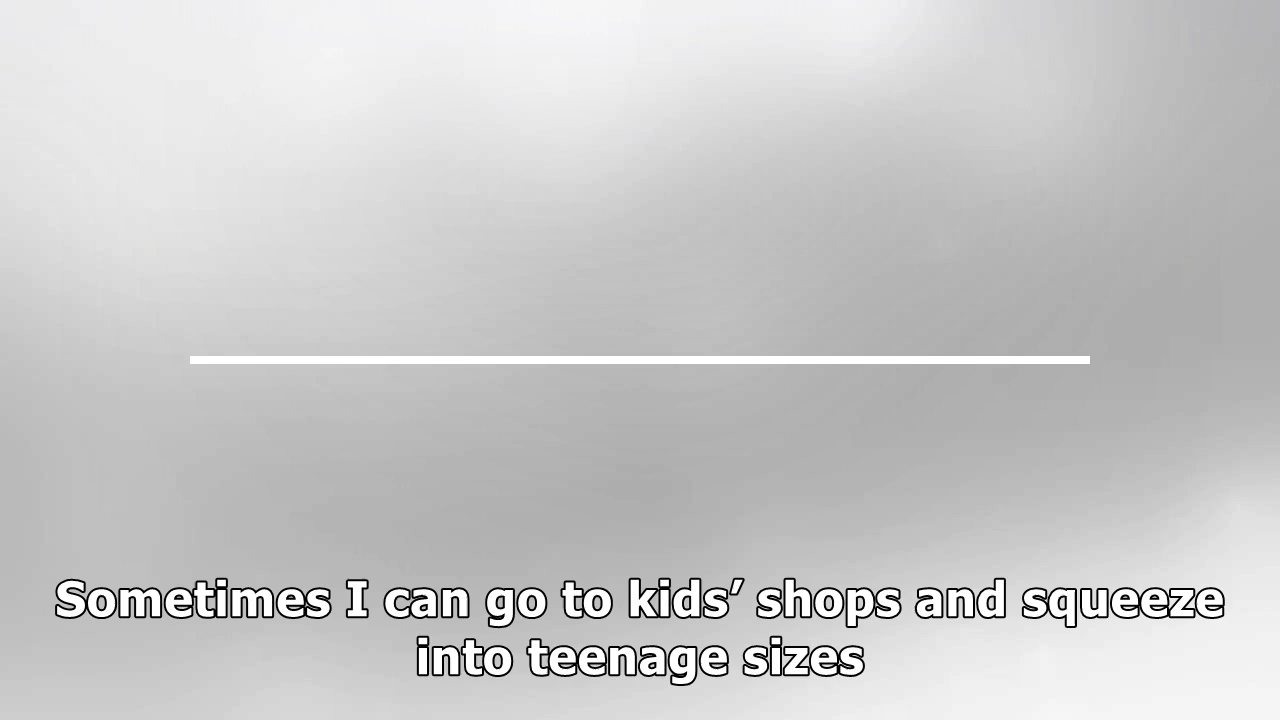 Sometimes I can go to kids’ shops and squeeze
into teenage sizes